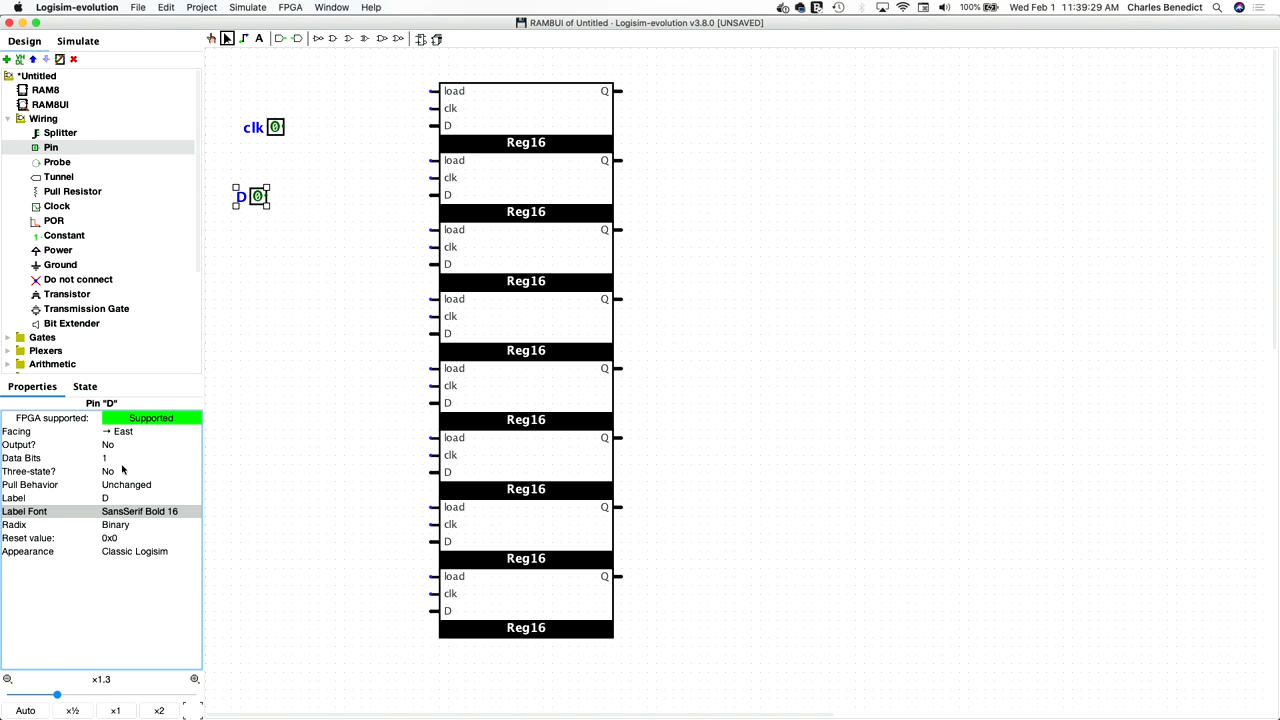 Logisim-evolution File Edit Project Simulate FPGA Window Help 100% Wed Feb 1 11:39:29 AM Charles Benedict
RAM8UI of Untitled · Logisim-evolution v3.8.0 [UNSAVED]
Design Simulate
A
*Untitled
RAM8
RAM8UI
Wiring
Splitter
Pin
Probe
Tunnel
Pull Resistor
Clock
POR
Constant
Power
Ground
Do not connect
Transistor
Transmission Gate
Bit Extender
Gates
Plexers
Arithmetic
Properties State
Pin "D"
FPGA supported: Supported
Facing → East
Output? No
Data Bits 1
Three-state? No
Pull Behavior Unchanged
Label D
Label Font SansSerif Bold 16
Radix Binary
Reset value: 0x0
Appearance Classic Logisim
×1.3
Auto ×½ ×1 ×2
clk 0
D 0
load Q
clk
D
Reg16
load Q
clk
D
Reg16
load Q
clk
D
Reg16
load Q
clk
D
Reg16
load Q
clk
D
Reg16
load Q
clk
D
Reg16
load Q
clk
D
Reg16
load Q
clk
D
Reg16